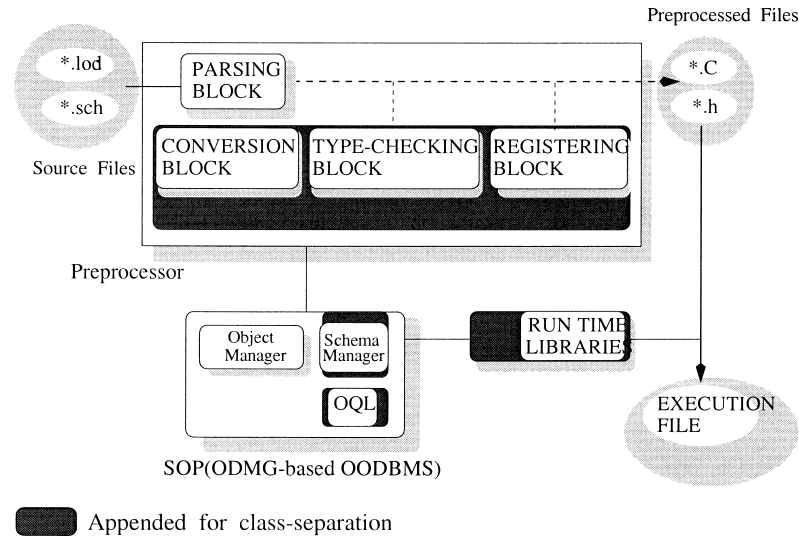 Preprocessed Files
*.lod
*.sch
Source Files
PARSING
BLOCK
*.C
*.h
CONVERSION
BLOCK
TYPE-CHECKING
BLOCK
REGISTERING
BLOCK
Preprocessor
Object
Manager
Schema
Manager
OQL
RUN TIME
LIBRARIES
EXECUTION
FILE
SOP(ODMG-based OODBMS)
Appended for class-separation